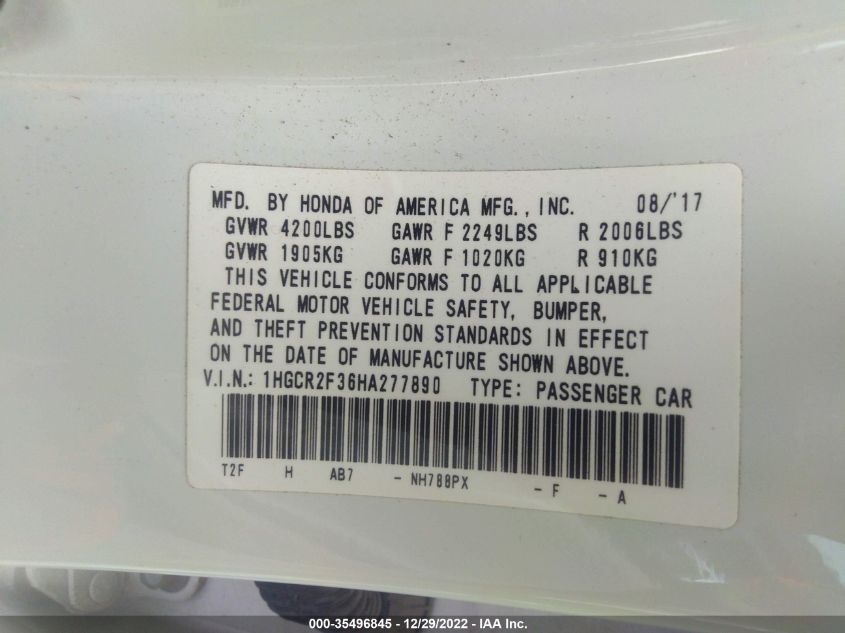 MFD. BY HONDA OF AMERICA MFG., INC. 08/'17
GVWR 4200LBS GAWR F 2249LBS R 2006LBS
GVWR 1905KG GAWR F 1020KG R 910KG
THIS VEHICLE CONFORMS TO ALL APPLICABLE
FEDERAL MOTOR VEHICLE SAFETY, BUMPER,
AND THEFT PREVENTION STANDARDS IN EFFECT
ON THE DATE OF MANUFACTURE SHOWN ABOVE.
V.I.N.: 1HGCR2F36HA277890 TYPE: PASSENGER CAR
T2F H AB7 - NH788PX - F - A
000-35496845 - 12/29/2022 - IAA Inc.